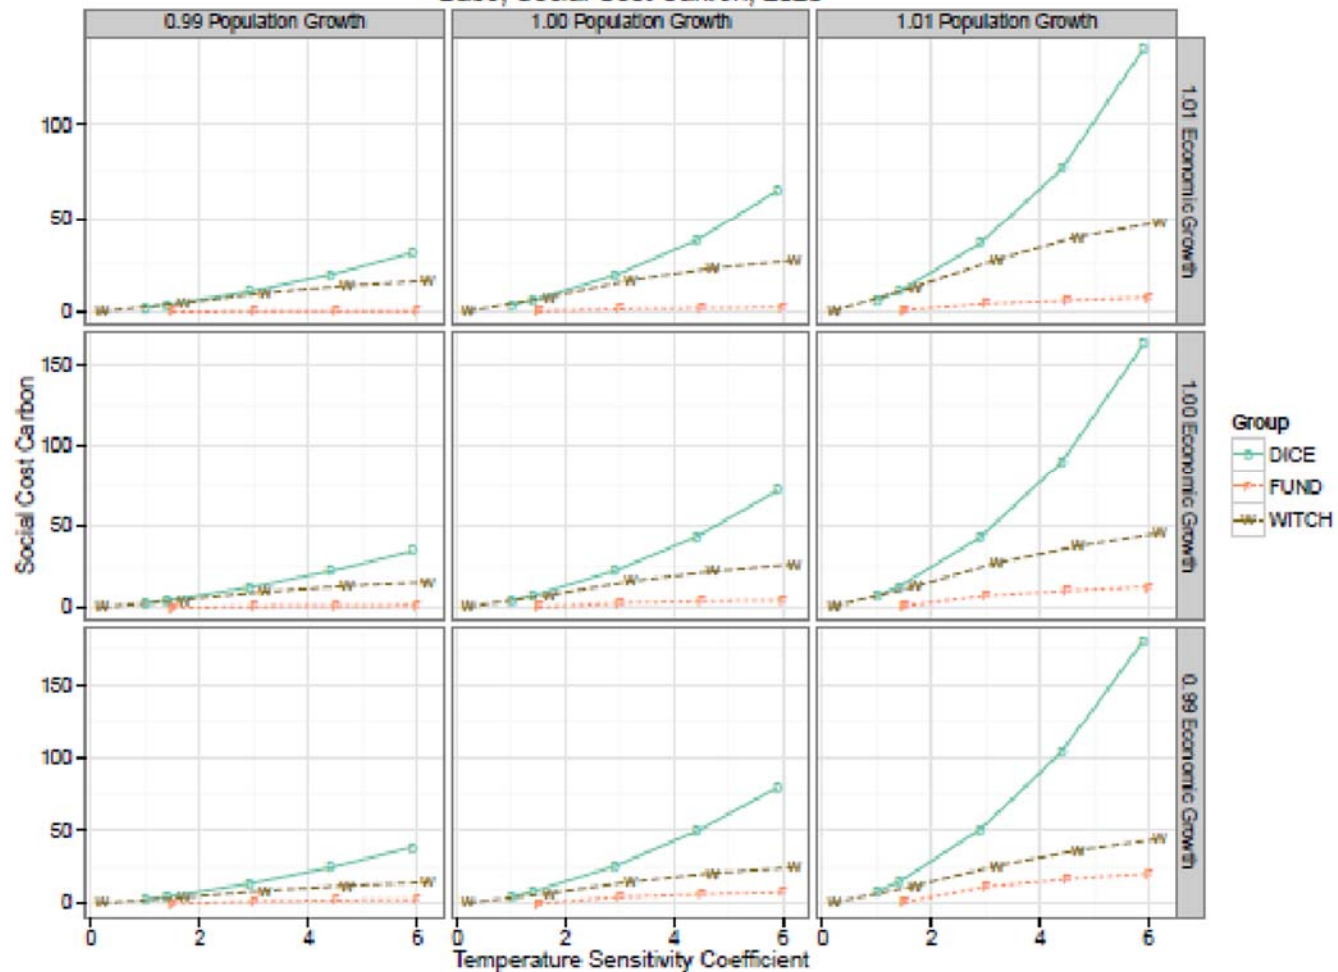 0.99 Population Growth 1.00 Population Growth 1.01 Population Growth
100
50
0
1.01 Economic Growth
Social Cost Carbon
150
100
50
0
1.00 Economic Growth
Group
D DICE
F FUND
W WITCH
150
100
50
0
0.99 Economic Growth
0 2 4 6 0 2 4 6 0 2 4 6
Temperature Sensitivity Coefficient